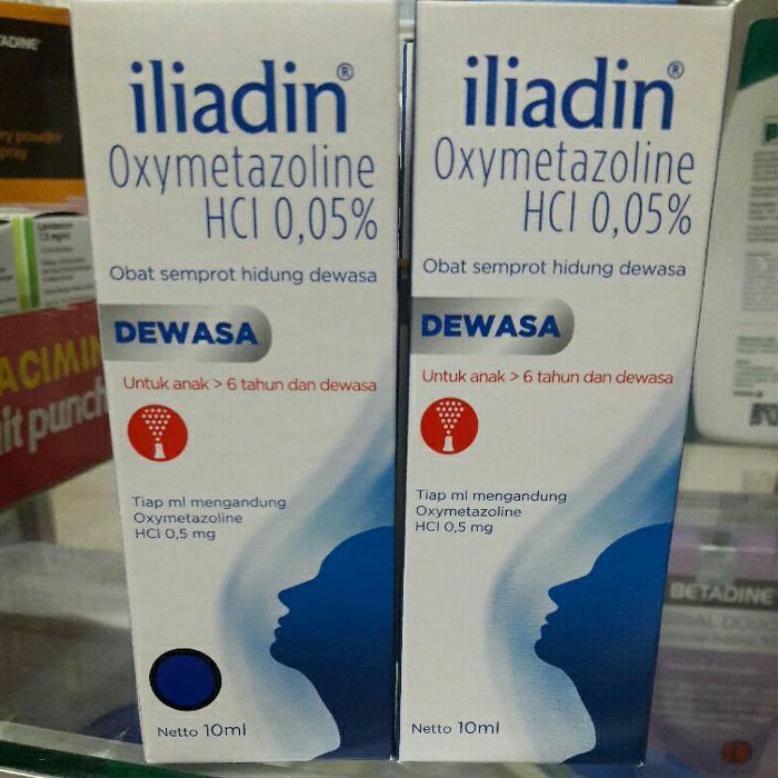 iliadin®
Oxymetazoline
HCl 0,05%
Obat semprot hidung dewasa
DEWASA
Untuk anak > 6 tahun dan dewasa
Tiap ml mengandung
Oxymetazoline
HCl 0,5 mg
Netto 10ml
iliadin®
Oxymetazoline
HCl 0,05%
Obat semprot hidung dewasa
DEWASA
Untuk anak > 6 tahun dan dewasa
Tiap ml mengandung
Oxymetazoline
HCl 0,5 mg
Netto 10ml
BETADINE